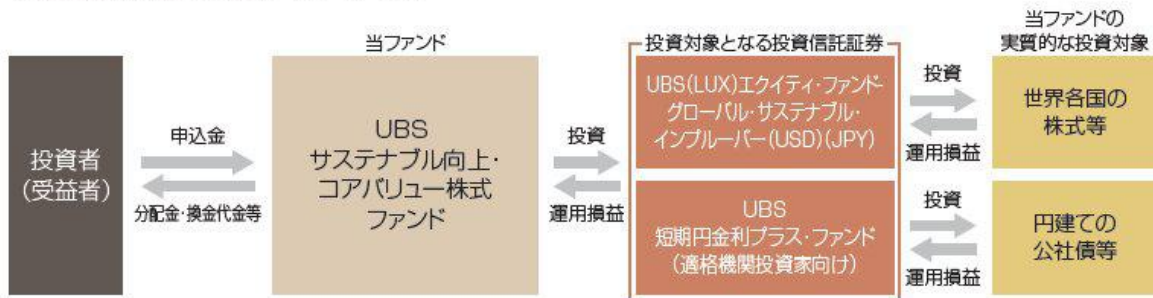 当ファンド
投資対象となる投資信託証券
当ファンドの
実質的な投資対象
投資者
(受益者)
申込金
分配金・換金代金等
UBS
サステナブル向上・
コアバリュー株式
ファンド
投資
運用損益
UBS(LUX)エクイティ・ファンド-
グローバル・サステナブル・
インプルーバー(USD)(JPY)
投資
運用損益
世界各国の
株式等
UBS
短期円金利プラス・ファンド
(適格機関投資家向け)
投資
運用損益
円建ての
公社債等